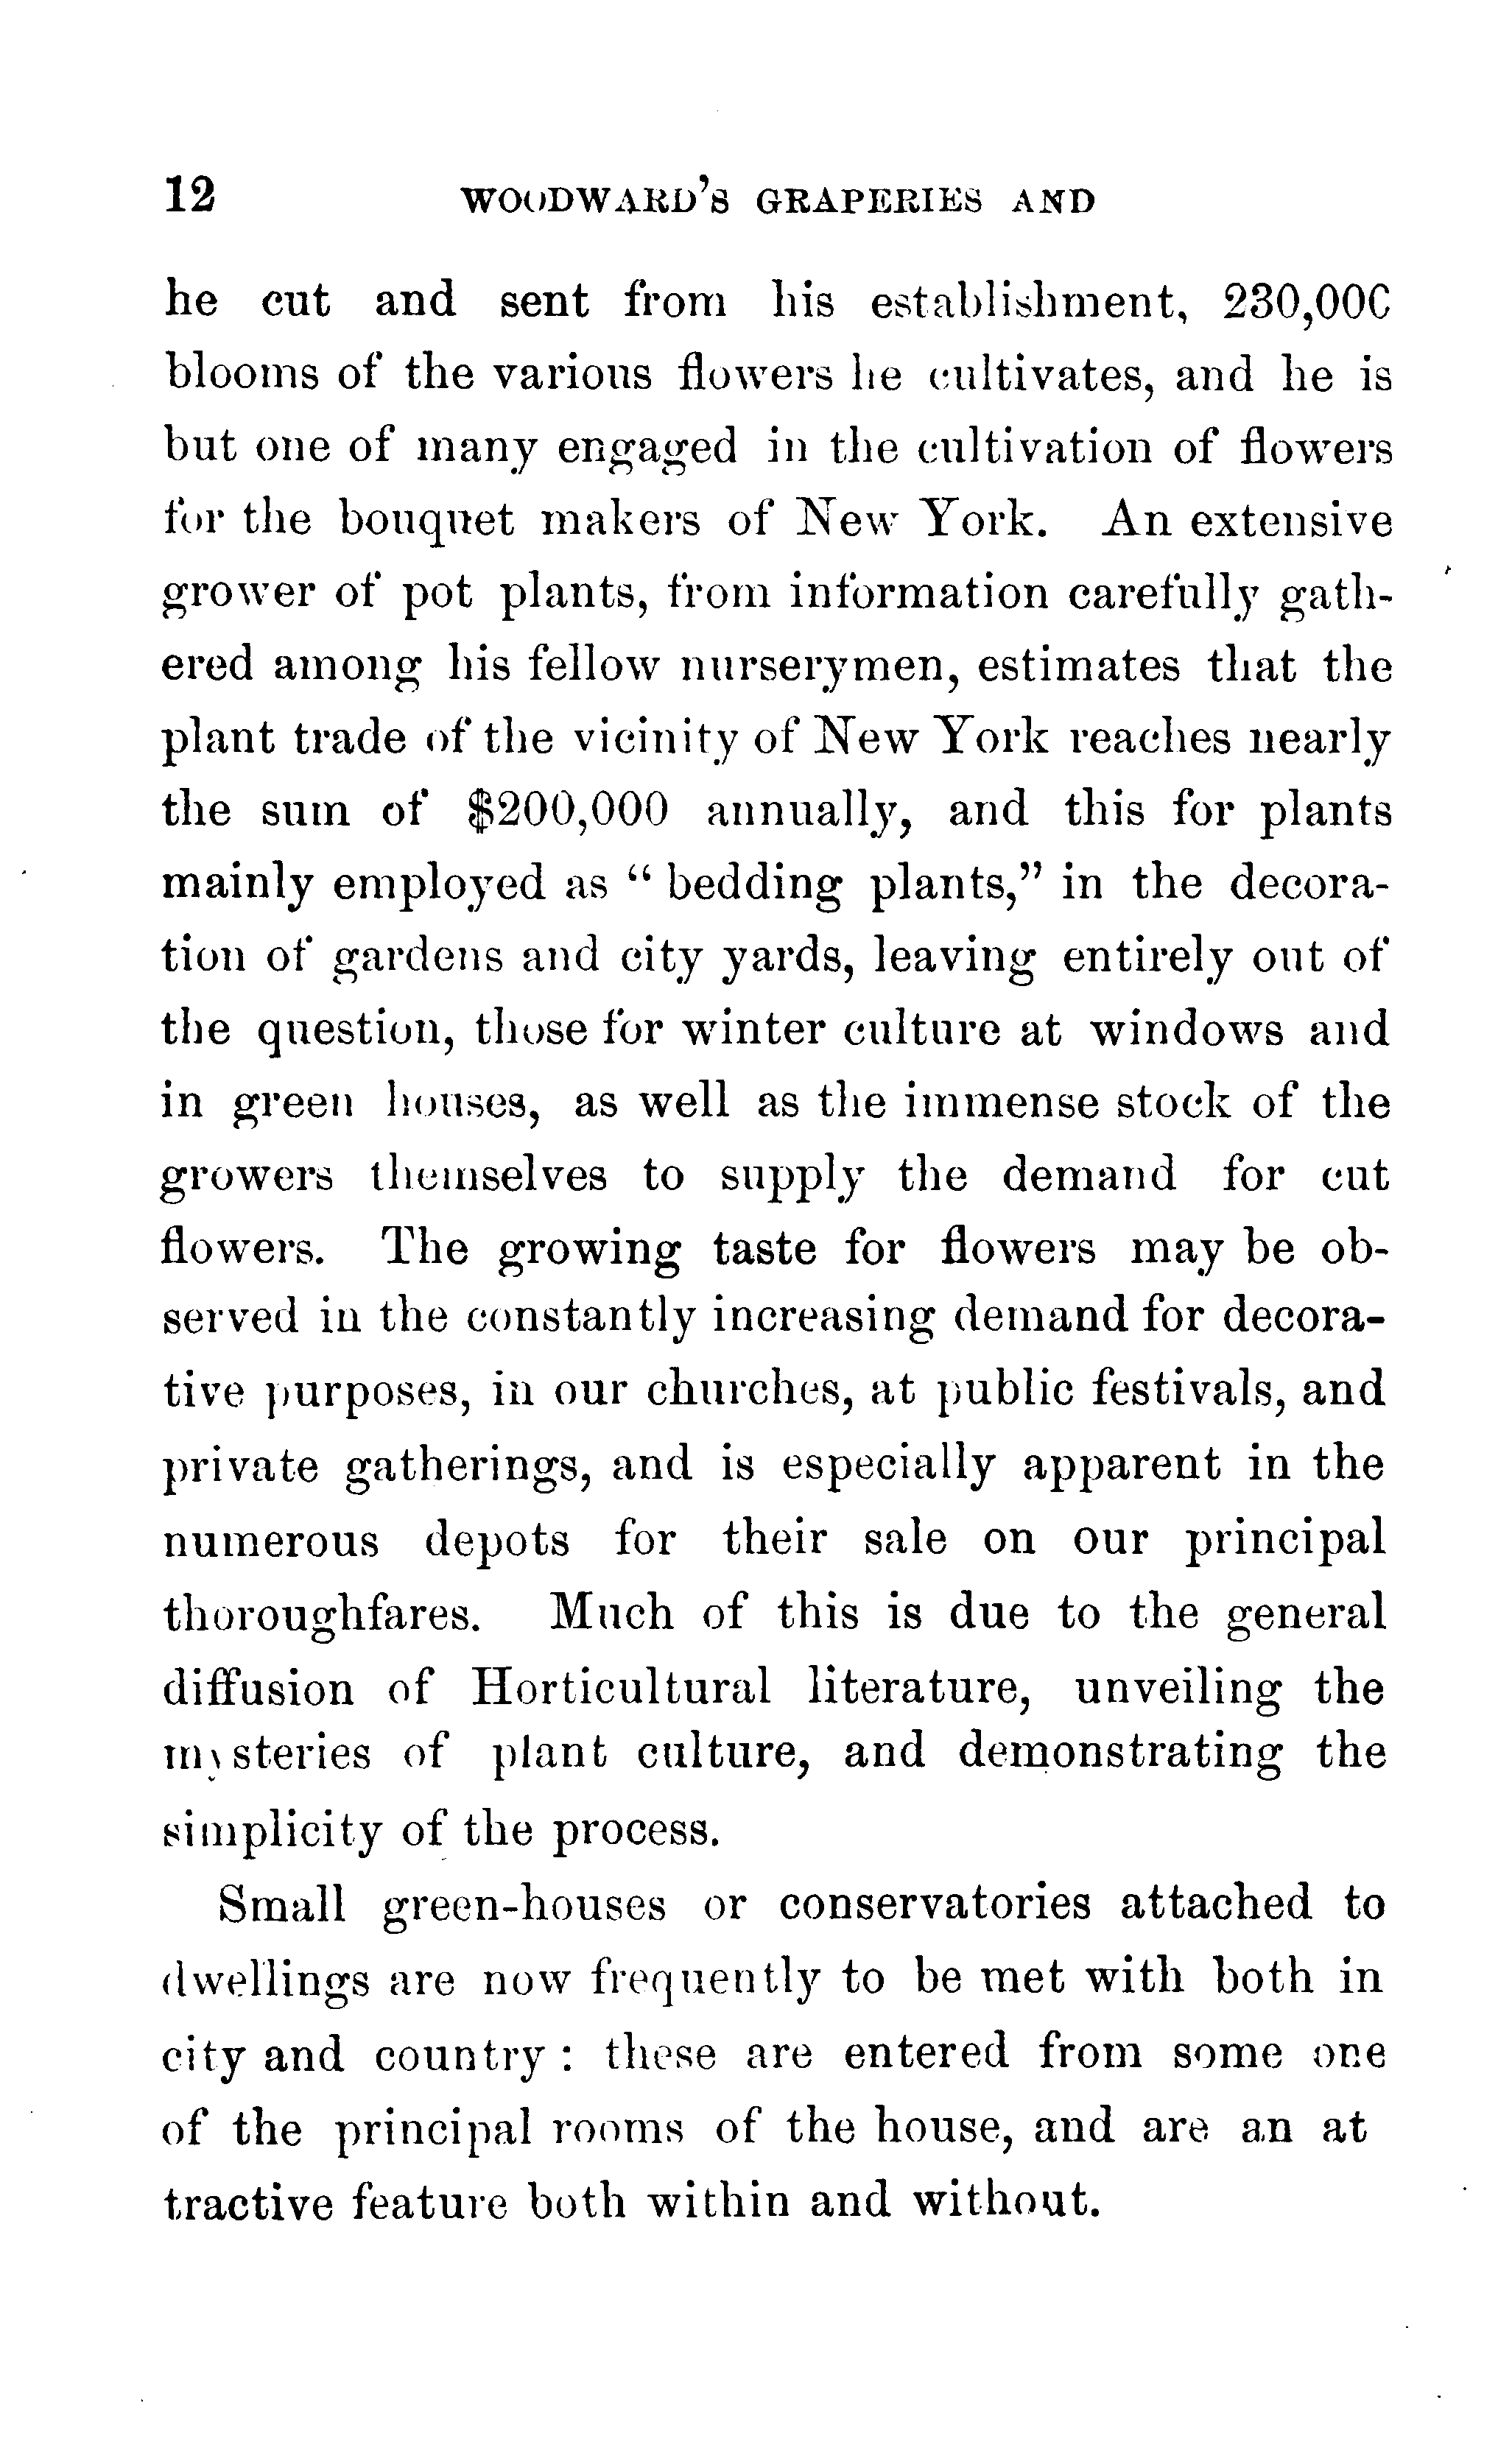 12 WOODWARD'S GRAPERIES AND
he cut and sent from his establishment, 230,000
blooms of the various flowers he cultivates, and he is
but one of many engaged in the cultivation of flowers
for the bouquet makers of New York. An extensive
grower of pot plants, from information carefully gath-
ered among his fellow nurserymen, estimates that the
plant trade of the vicinity of New York reaches nearly
the sum of $200,000 annually, and this for plants
mainly employed as " bedding plants," in the decora-
tion of gardens and city yards, leaving entirely out of
the question, those for winter culture at windows and
in green houses, as well as the immense stock of the
growers themselves to supply the demand for cut
flowers. The growing taste for flowers may be ob-
served in the constantly increasing demand for decora-
tive purposes, in our churches, at public festivals, and
private gatherings, and is especially apparent in the
numerous depots for their sale on our principal
thoroughfares. Much of this is due to the general
diffusion of Horticultural literature, unveiling the
mysteries of plant culture, and demonstrating the
simplicity of the process.
Small green-houses or conservatories attached to
dwellings are now frequently to be met with both in
city and country : these are entered from some one
of the principal rooms of the house, and are an at
tractive feature both within and without.